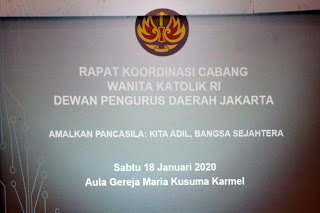 RAPAT KOORDINASI CABANG
WANITA KATOLIK RI
DEWAN PENGURUS DAERAH JAKARTA
AMALKAN PANCASILA: KITA ADIL, BANGSA SEJAHTERA
Sabtu 18 Januari 2020
Aula Gereja Maria Kusuma Karmel